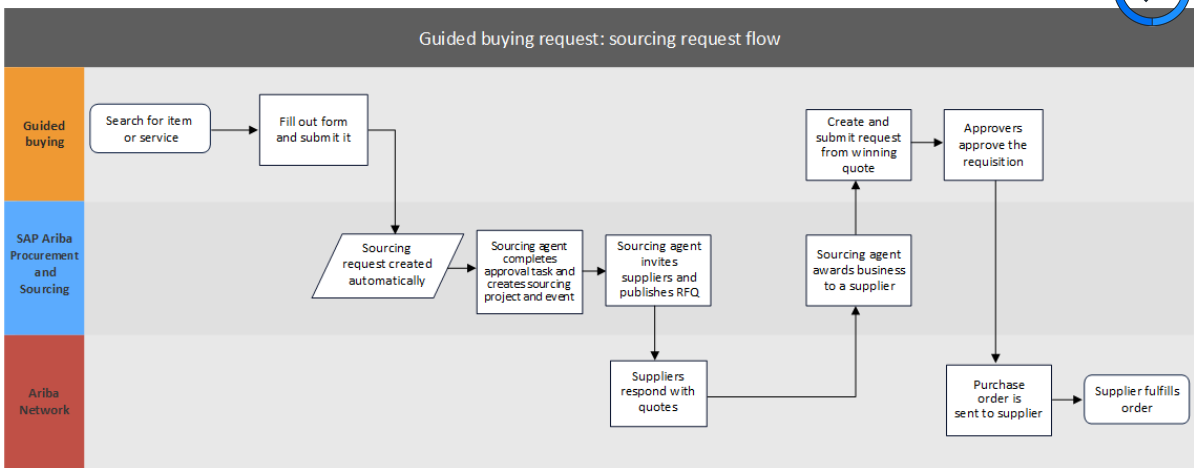 Guided buying request: sourcing request flow
Guided
buying
Search for item
or service
Fill out form
and submit it
Create and
submit request
from winning
quote
Approvers
approve the
requisition
SAP Ariba
Procurement
and
Sourcing
Sourcing
request created
automatically
Sourcing agent
completes
approval task and
creates sourcing
project and event
Sourcing agent
invites
suppliers and
publishes RFQ
Sourcing agent
awards business
to a supplier
Ariba
Network
Suppliers
respond with
quotes
Purchase
order is
sent to supplier
Supplier fulfills
order